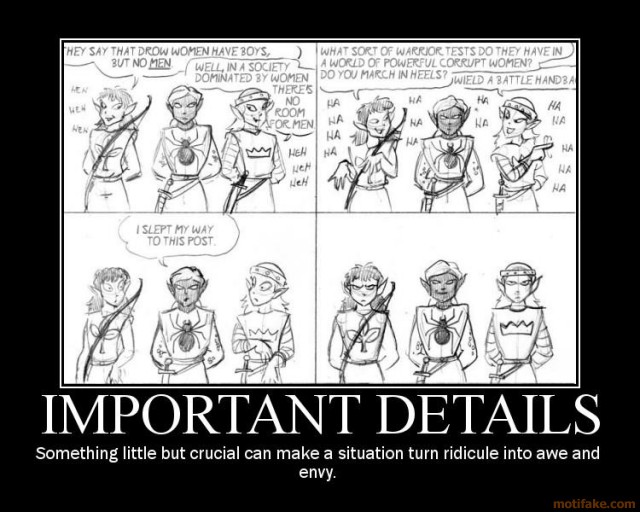 HEY SAY THAT DROW WOMEN HAVE BOYS,
BUT NO MEN.
WELL, IN A SOCIETY
DOMINATED BY WOMEN
THERE'S
NO
ROOM
FOR MEN
HEH
HEH
HEH
HEH
HEH
HEH
WHAT SORT OF WARRIOR TESTS DO THEY HAVE IN
A WORLD OF POWERFUL CORRUPT WOMEN?
DO YOU MARCH IN HEELS?
WIELD A BATTLE HANDBA
HA
HA
HA
HA
HA
HA
HA
HA
HA
HA
HA
HA
HA
HA
I SLEPT MY WAY
TO THIS POST.
IMPORTANT DETAILS
Something little but crucial can make a situation turn ridicule into awe and
envy.
motifake.com